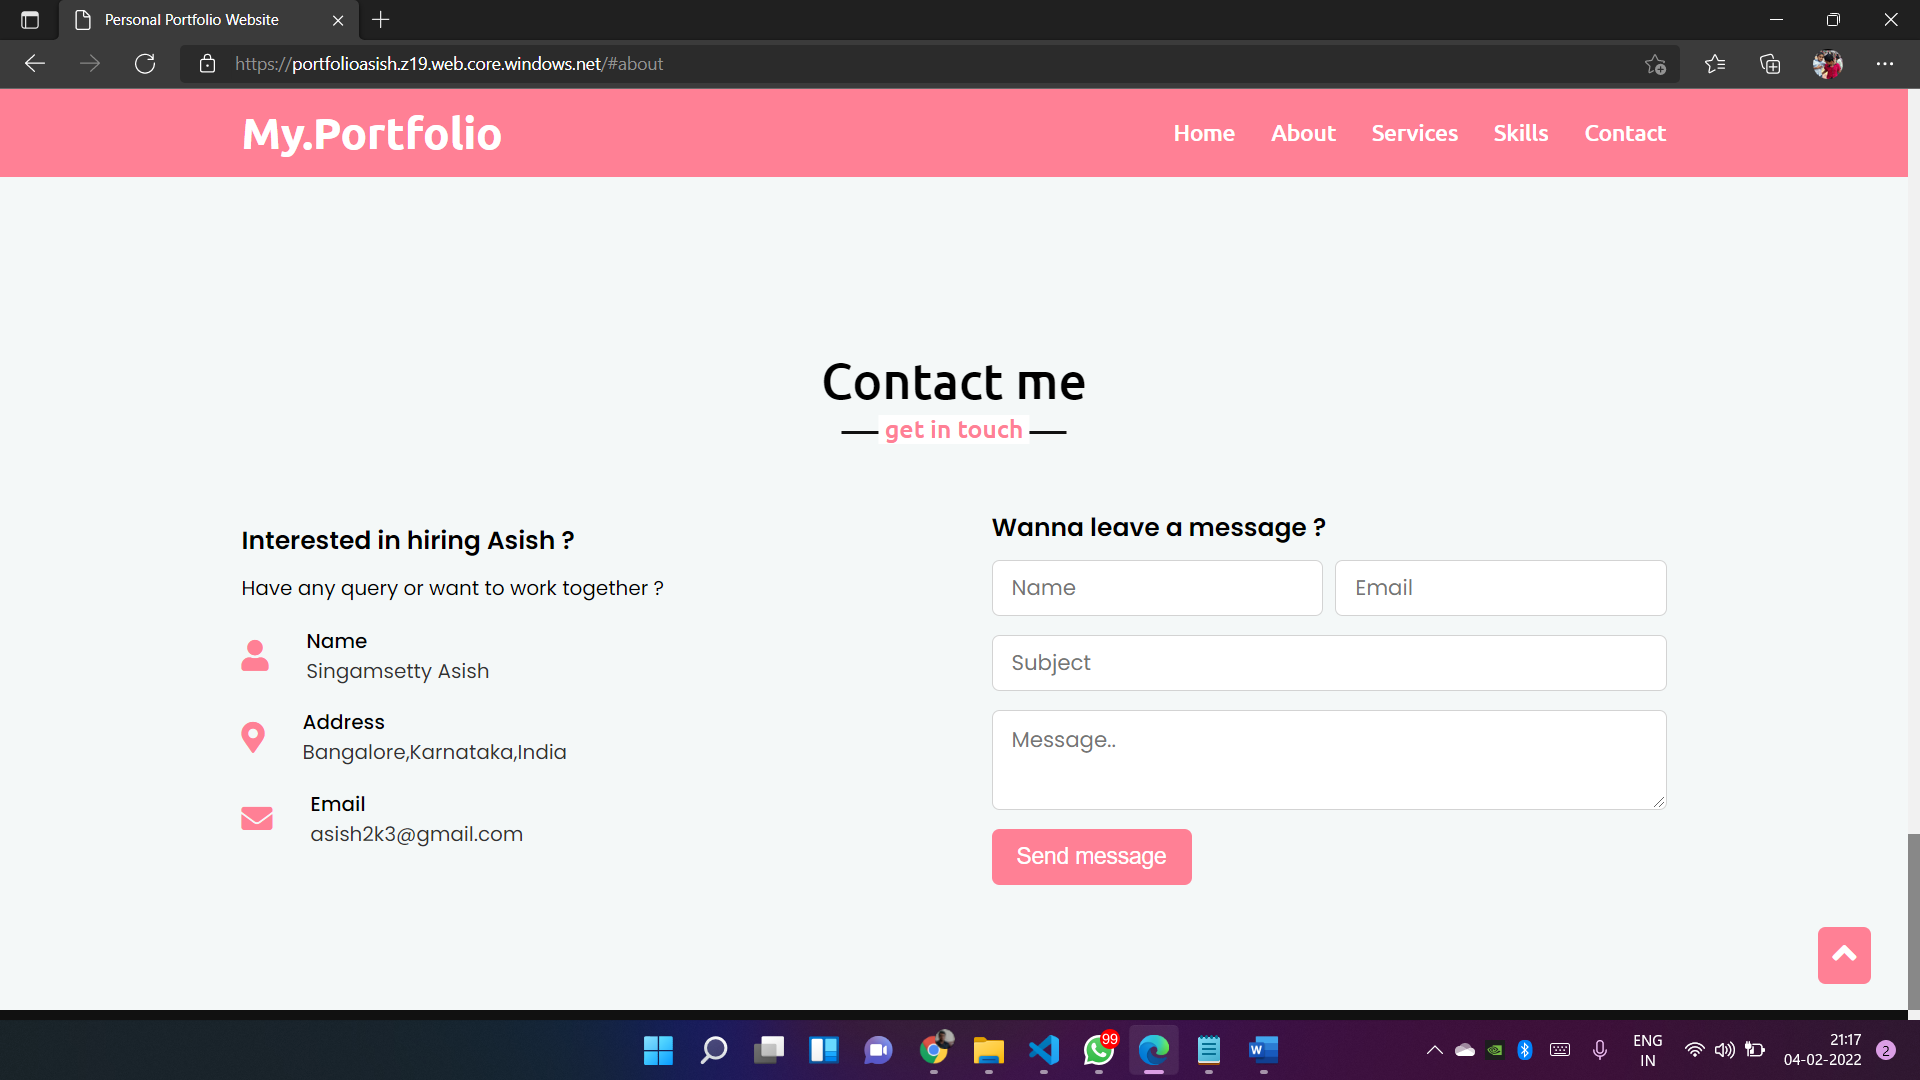 Personal Portfolio Website
https://portfolioasish.z19.web.core.windows.net/#about
My.Portfolio
Home About Services Skills Contact
Contact me
get in touch
Interested in hiring Asish ?
Have any query or want to work together ?
Name
Singamsetty Asish
Address
Bangalore,Karnataka,India
Email
asish2k3@gmail.com
Wanna leave a message ?
Name Email
Subject
Message..
Send message
99
W
ENG
IN
21:17
04-02-2022
2